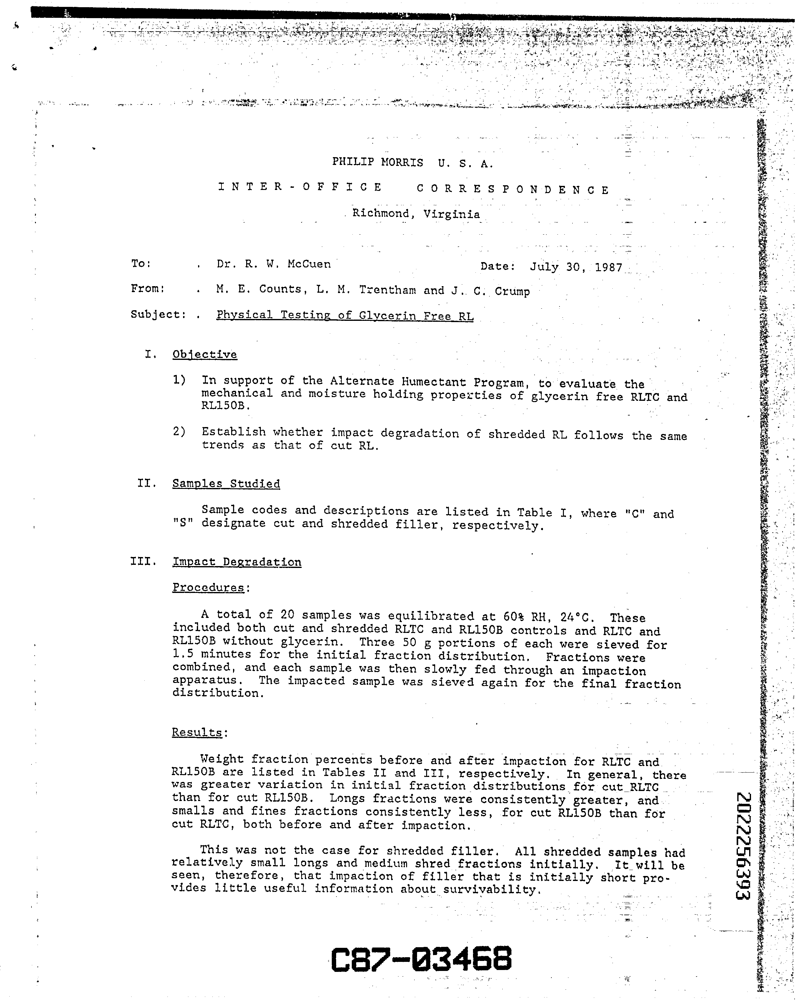 PHILIP MORRIS U. S. A.
INTER-OFFICE CORRESPONDENCE
Richmond, Virginia
To: . Dr. R. W. McCuen Date: July 30, 1987
From: . M. E. Counts, L. M. Trentham and J. C. Crump
Subject: . Physical Testing of Glycerin Free RL
I. Objective
1) In support of the Alternate Humectant Program, to evaluate the
mechanical and moisture holding properties of glycerin free RLTC and
RL150B.
2) Establish whether impact degradation of shredded RL follows the same
trends as that of cut RL.
II. Samples Studied
Sample codes and descriptions are listed in Table I, where "C" and
"S" designate cut and shredded filler, respectively.
III. Impact Degradation
Procedures:
A total of 20 samples was equilibrated at 60% RH, 24°C. These
included both cut and shredded RLTC and RL150B controls and RLTC and
RL150B without glycerin. Three 50 g portions of each were sieved for
1.5 minutes for the initial fraction distribution. Fractions were
combined, and each sample was then slowly fed through an impaction
apparatus. The impacted sample was sieved again for the final fraction
distribution.
Results:
Weight fraction percents before and after impaction for RLTC and
RL150B are listed in Tables II and III, respectively. In general, there
was greater variation in initial fraction distributions for cut RLTC
than for cut RL150B. Longs fractions were consistently greater, and
smalls and fines fractions consistently less, for cut RL150B than for
cut RLTC, both before and after impaction.
This was not the case for shredded filler. All shredded samples had
relatively small longs and medium shred fractions initially. It will be
seen, therefore, that impaction of filler that is initially short pro-
vides little useful information about survivability.
2022256393
C87-03468